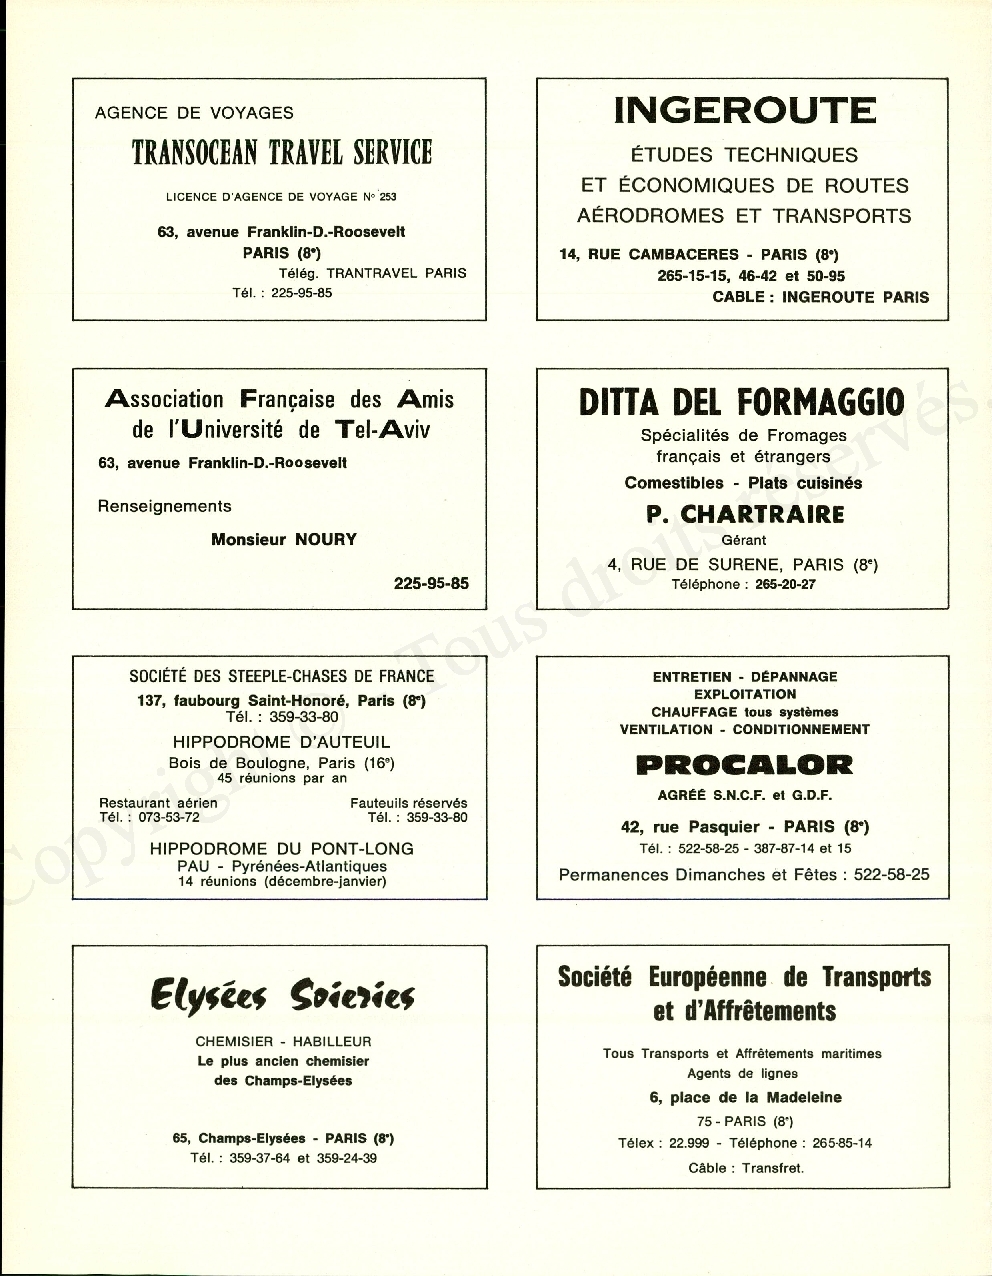 AGENCE DE VOYAGES
TRANSOCEAN TRAVEL SERVICE
LICENCE D'AGENCE DE VOYAGE N° 253
63, avenue Franklin-D.-Roosevelt
PARIS (8e)
Télég. TRANTRAVEL PARIS
Tél. : 225-95-85
INGEROUTE
ÉTUDES TECHNIQUES
ET ÉCONOMIQUES DE ROUTES
AÉRODROMES ET TRANSPORTS
14, RUE CAMBACERES - PARIS (8e)
265-15-15, 46-42 et 50-95
CABLE : INGEROUTE PARIS
Association Française des Amis
de l'Université de Tel-Aviv
63, avenue Franklin-D.-Roosevelt
Renseignements
Monsieur NOURY
225-95-85
DITTA DEL FORMAGGIO
Spécialités de Fromages
français et étrangers
Comestibles - Plats cuisinés
P. CHARTRAIRE
Gérant
4, RUE DE SURENE, PARIS (8e)
Téléphone : 265-20-27
SOCIÉTÉ DES STEEPLE-CHASES DE FRANCE
137, faubourg Saint-Honoré, Paris (8e)
Tél. : 359-33-80
HIPPODROME D'AUTEUIL
Bois de Boulogne, Paris (16e)
45 réunions par an
Restaurant aérien Fauteuils réservés
Tél. : 073-53-72 Tél. : 359-33-80
HIPPODROME DU PONT-LONG
PAU - Pyrénées-Atlantiques
14 réunions (décembre-janvier)
ENTRETIEN - DÉPANNAGE
EXPLOITATION
CHAUFFAGE tous systèmes
VENTILATION - CONDITIONNEMENT
PROCALOR
AGRÉÉ S.N.C.F. et G.D.F.
42, rue Pasquier - PARIS (8e)
Tél. : 522-58-25 - 387-87-14 et 15
Permanences Dimanches et Fêtes : 522-58-25
Elysées Soieries
CHEMISIER - HABILLEUR
Le plus ancien chemisier
des Champs-Elysées
65, Champs-Elysées - PARIS (8e)
Tél. : 359-37-64 et 359-24-39
Société Européenne de Transports
et d'Affrêtements
Tous Transports et Affrêtements maritimes
Agents de lignes
6, place de la Madeleine
75 - PARIS (8e)
Télex : 22.999 - Téléphone : 265-85-14
Câble : Transfret.
Copyright © Tous droits réservés.